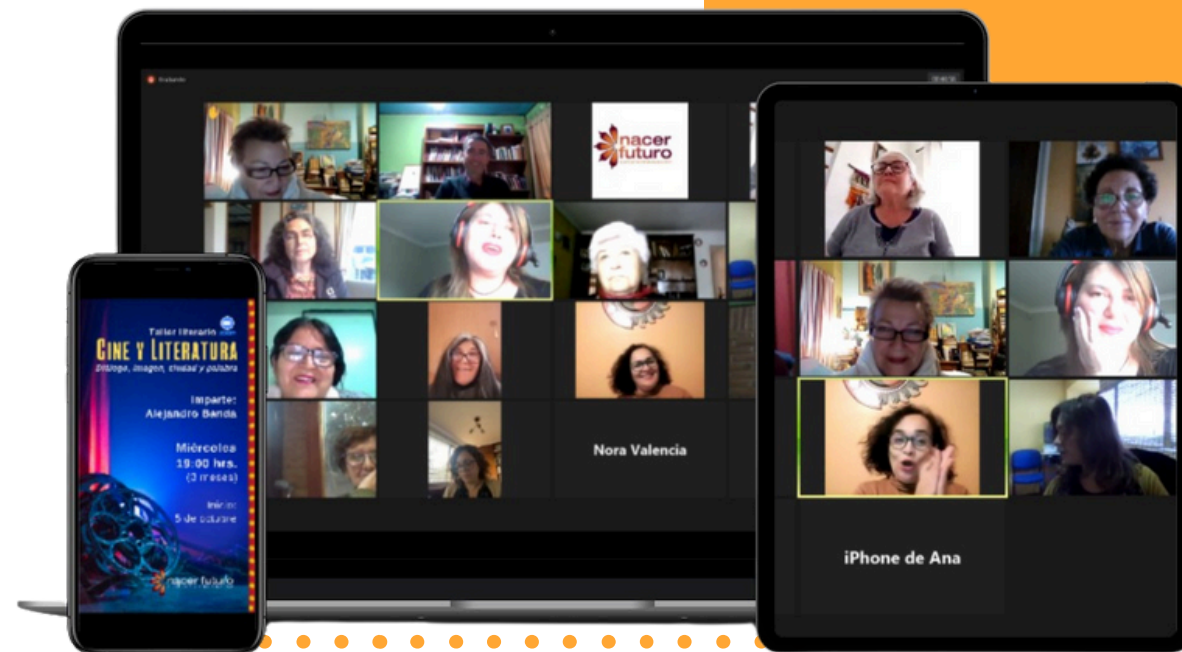 Grabando
nacer
futuro
Nora Valencia
iPhone de Ana
Taller literario
CINE Y LITERATURA
Diálogo, imagen, ciudad y palabra
Imparte:
Alejandro Banda
Miércoles
19:00 hrs.
(3 meses)
Inicio:
5 de octubre
nacer futuro